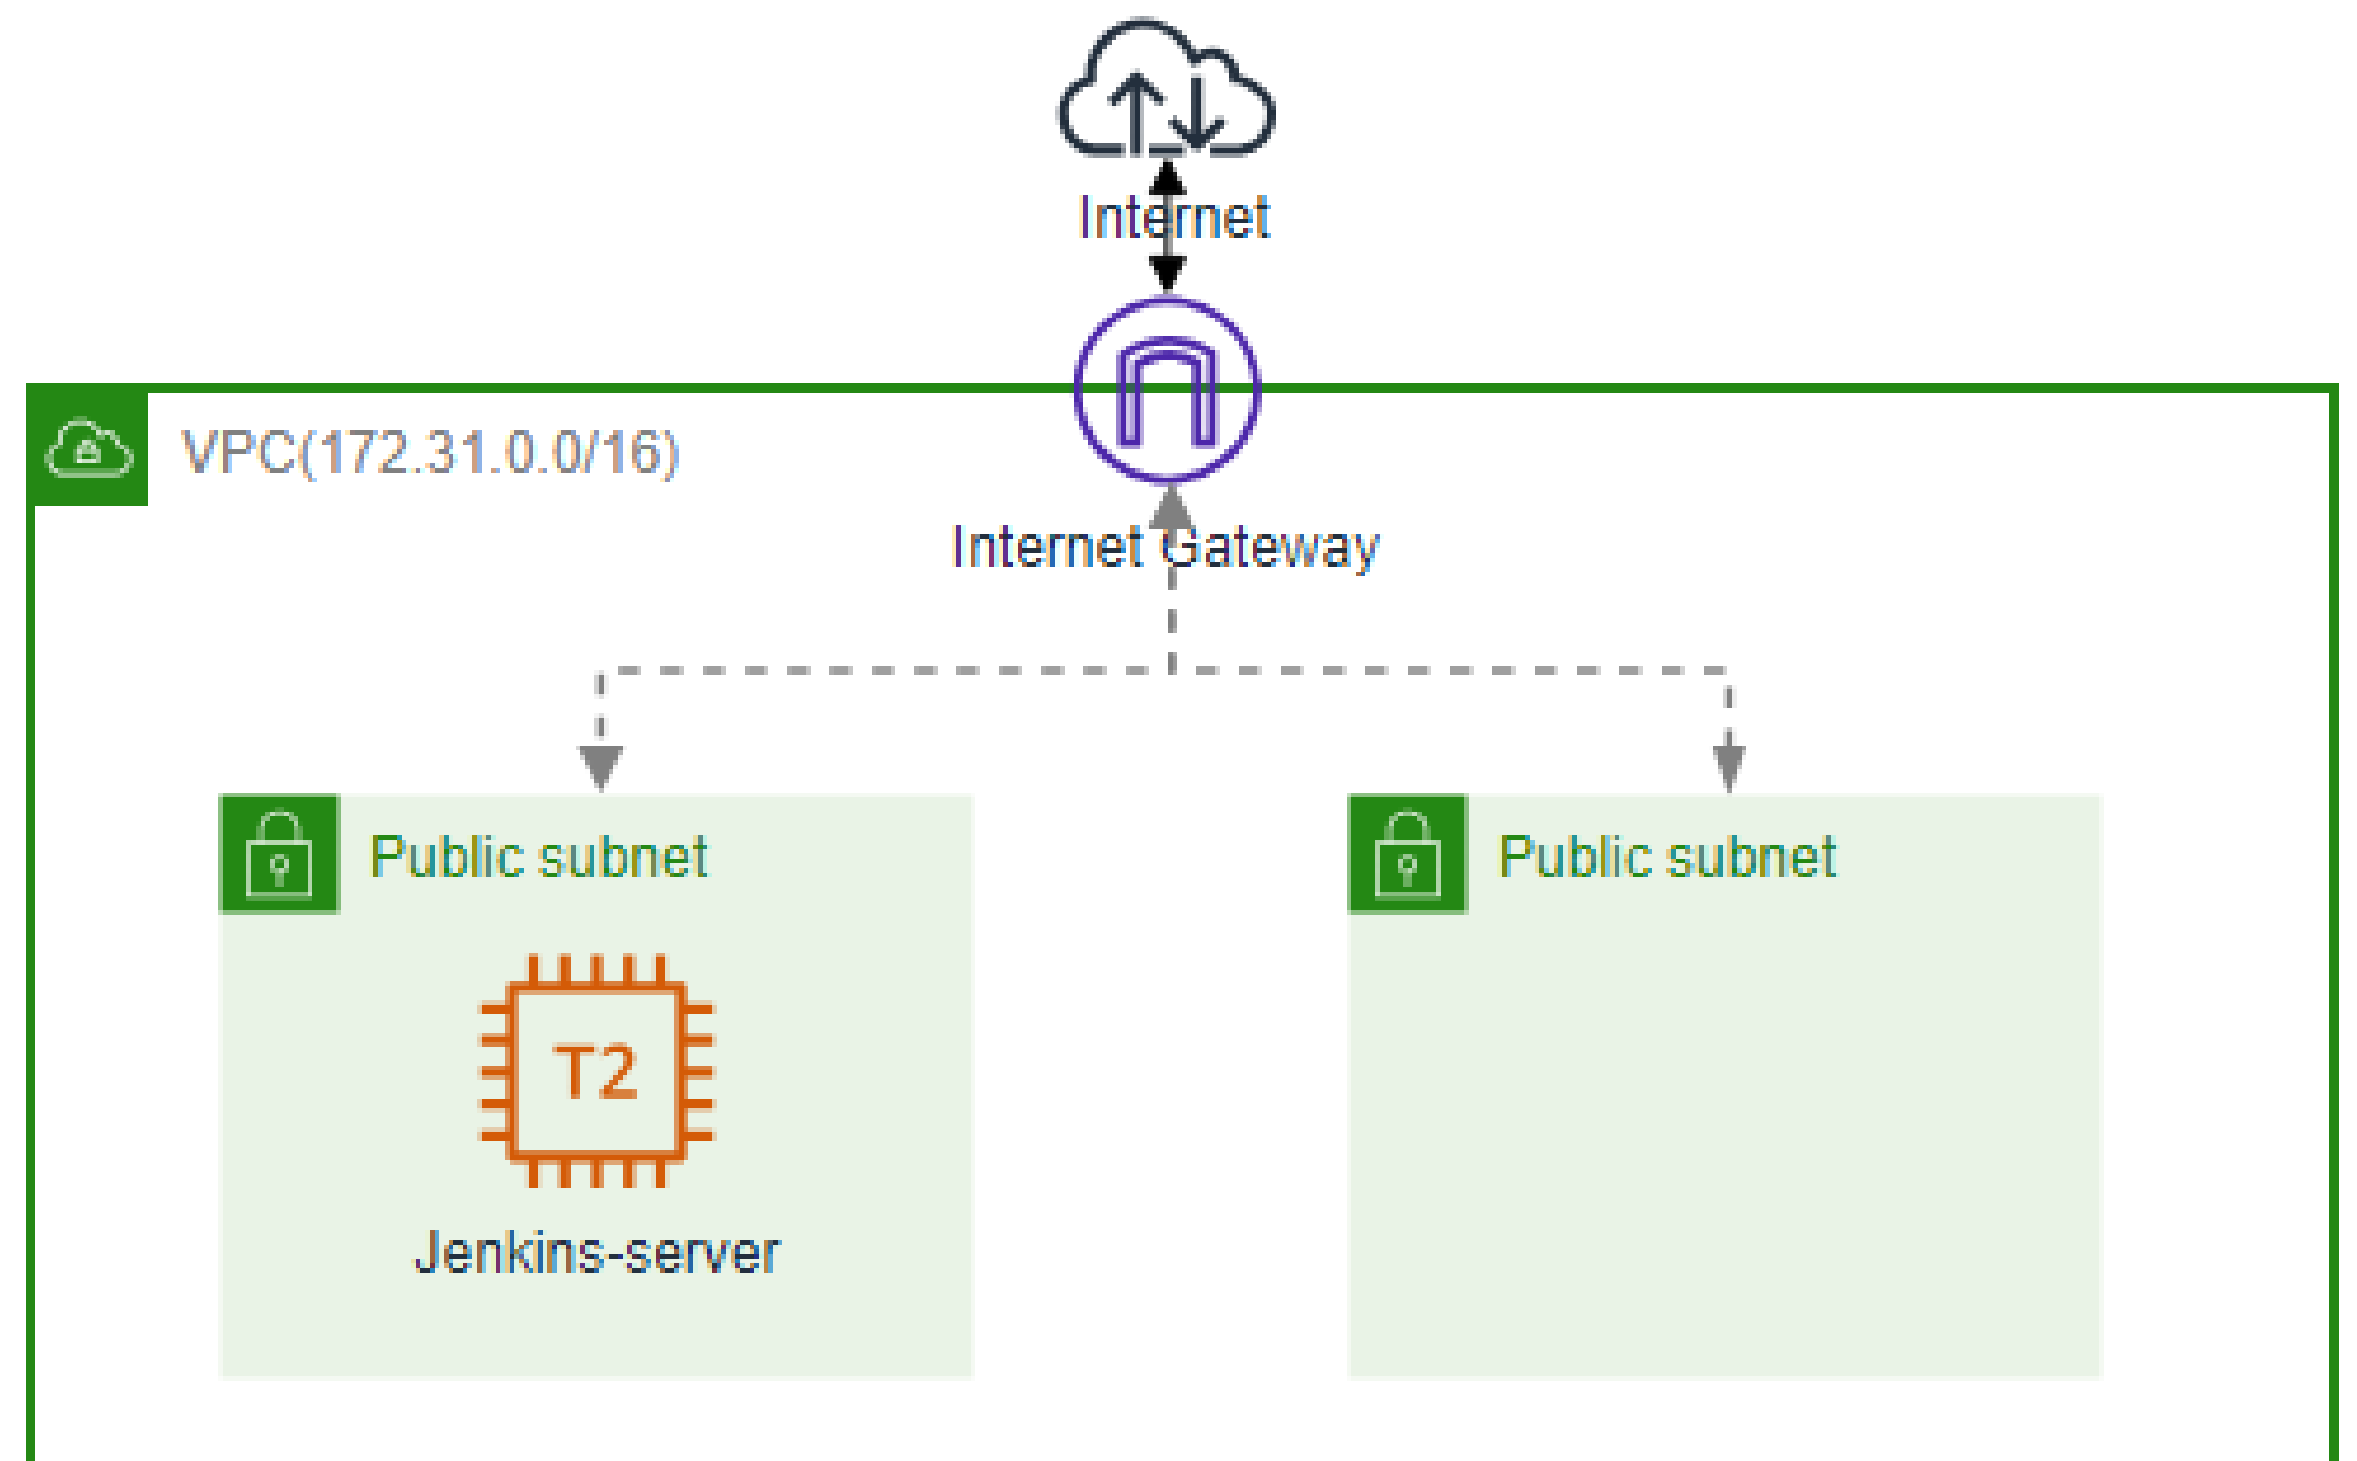 Internet
VPC(172.31.0.0/16)
Internet Gateway
Public subnet
Public subnet
T2
Jenkins-server